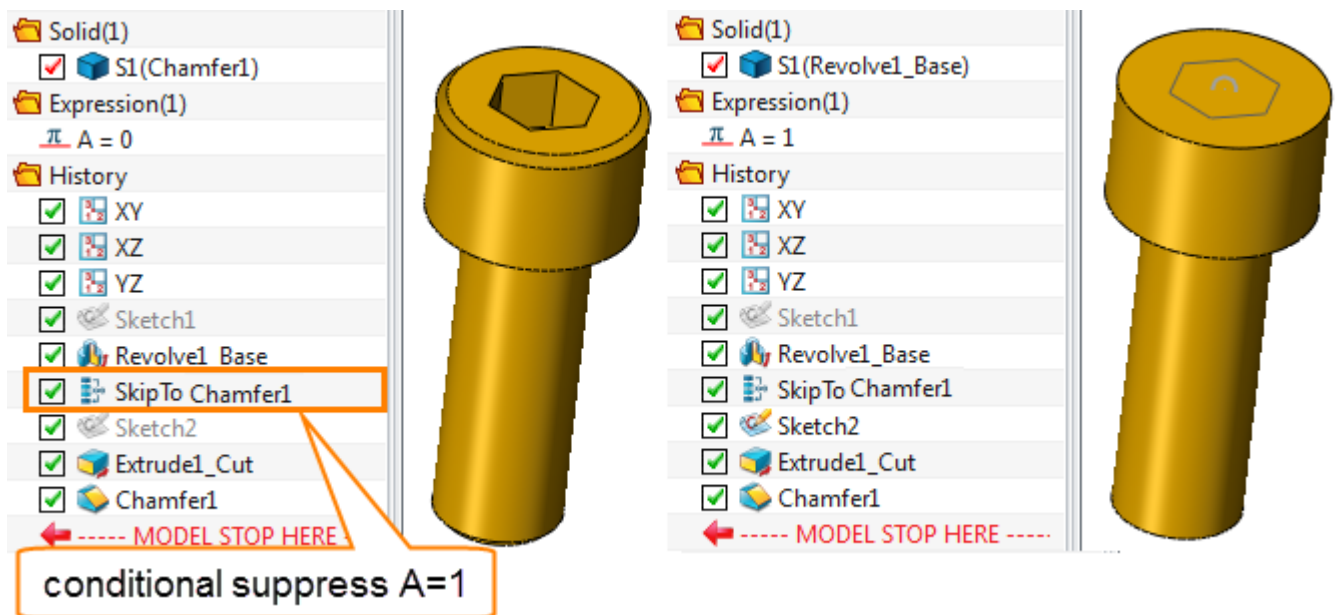 Solid(1)
S1(Chamfer1)
Expression(1)
π A = 0
History
XY
XZ
YZ
Sketch1
Revolve1_Base
SkipTo Chamfer1
Sketch2
Extrude1_Cut
Chamfer1
----- MODEL STOP HERE -
conditional suppress A=1
Solid(1)
S1(Revolve1_Base)
Expression(1)
π A = 1
History
XY
XZ
YZ
Sketch1
Revolve1_Base
SkipTo Chamfer1
Sketch2
Extrude1_Cut
Chamfer1
----- MODEL STOP HERE -----